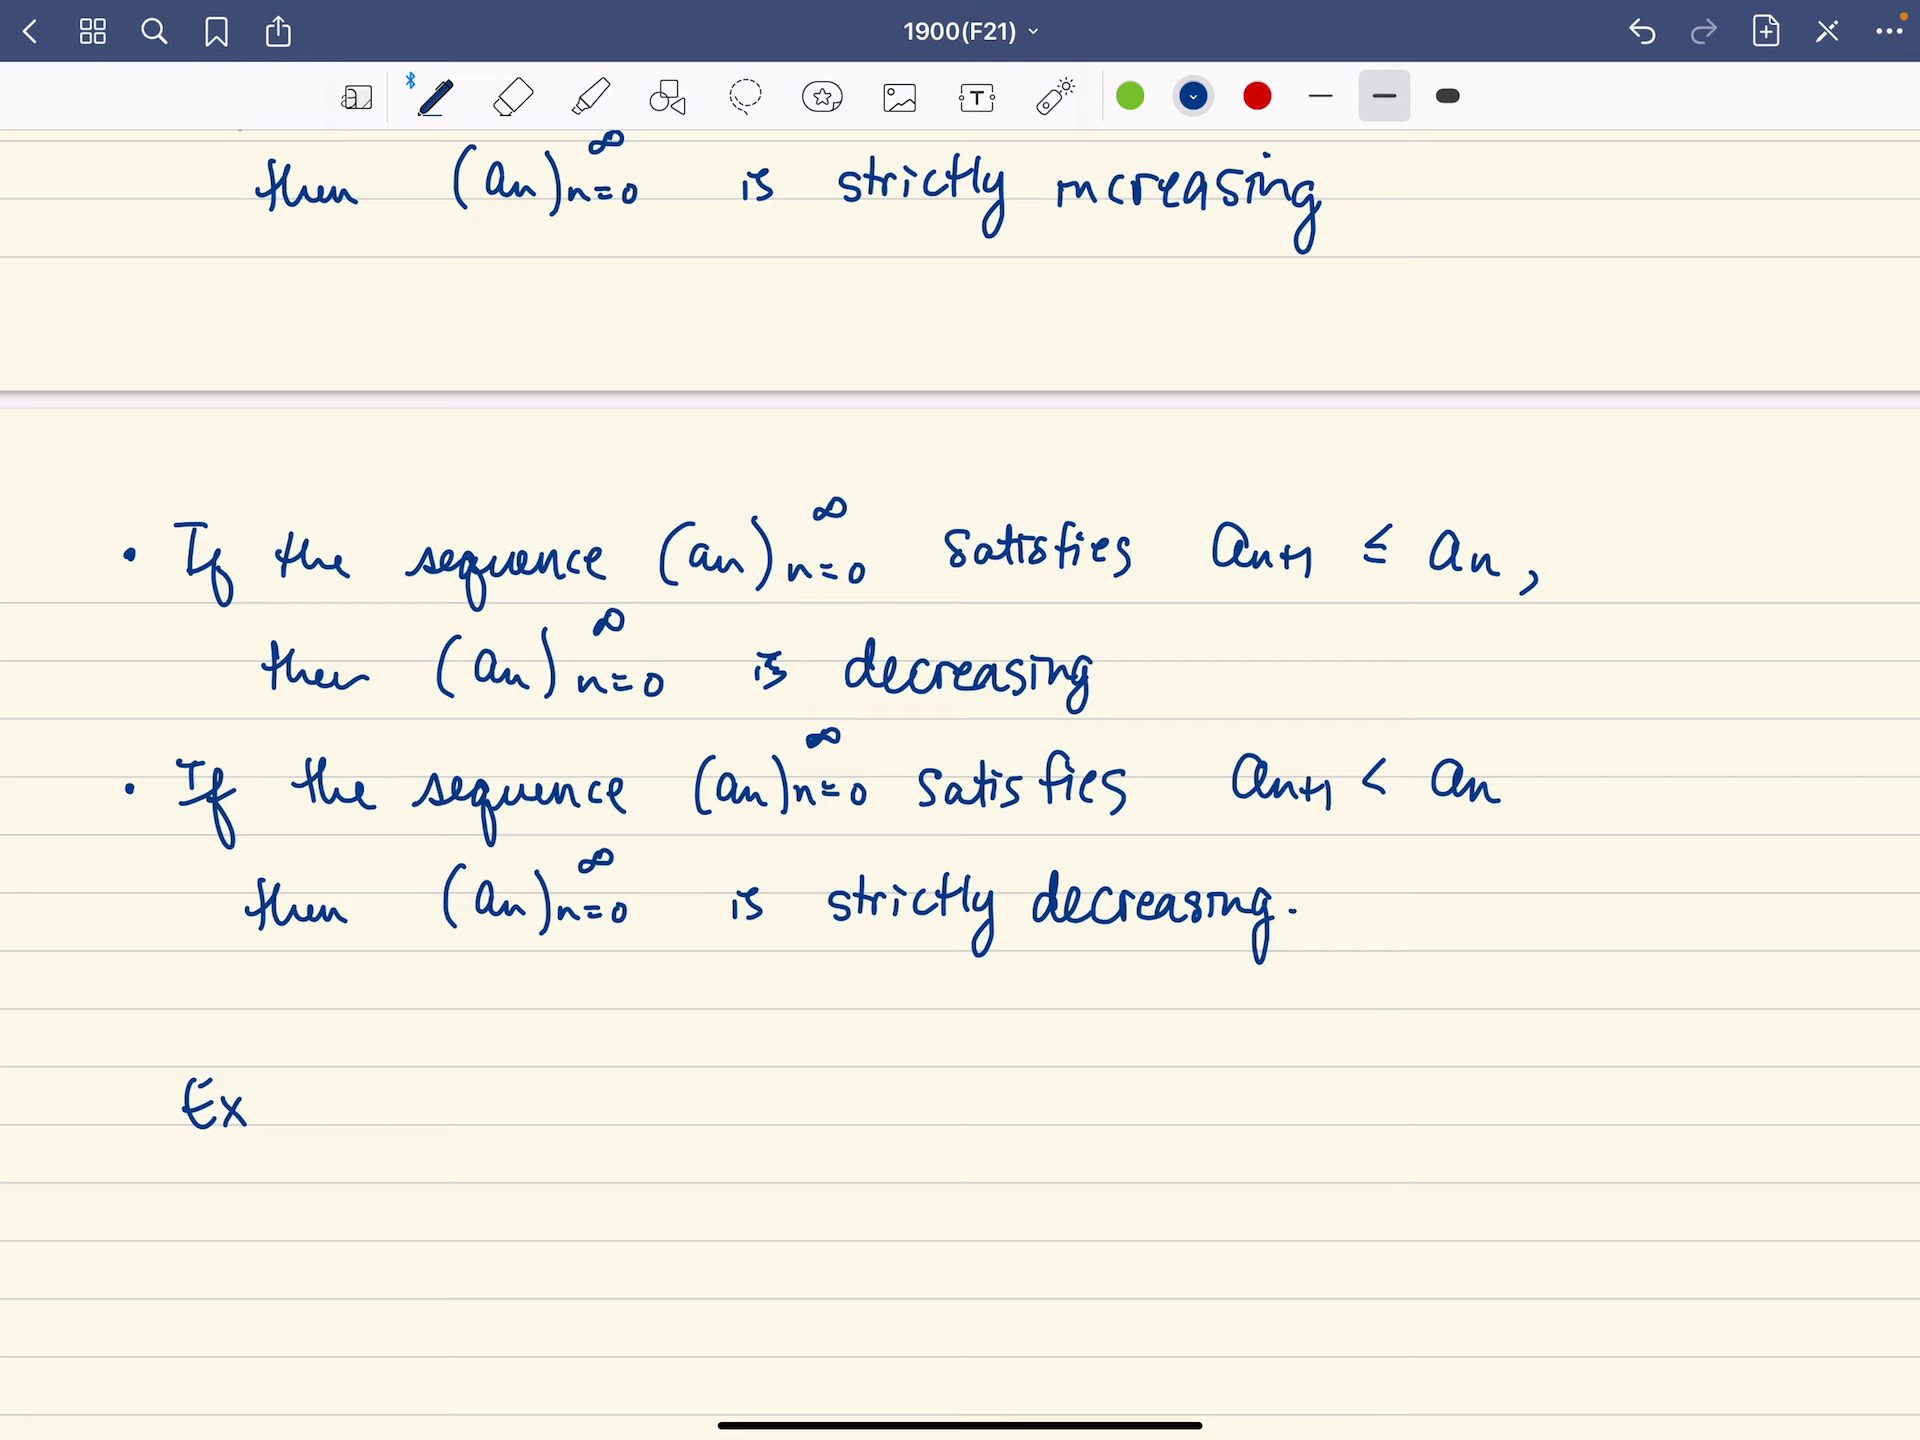 1900(F21)
then (an)n=0 ∞ is strictly increasing
• If the sequence (an)n=0 ∞ satisfies an+1 ≤ an,
then (an)n=0 ∞ is decreasing
• If the sequence (an)n=0 ∞ satisfies an+1 < an
then (an)n=0 ∞ is strictly decreasing.
Ex